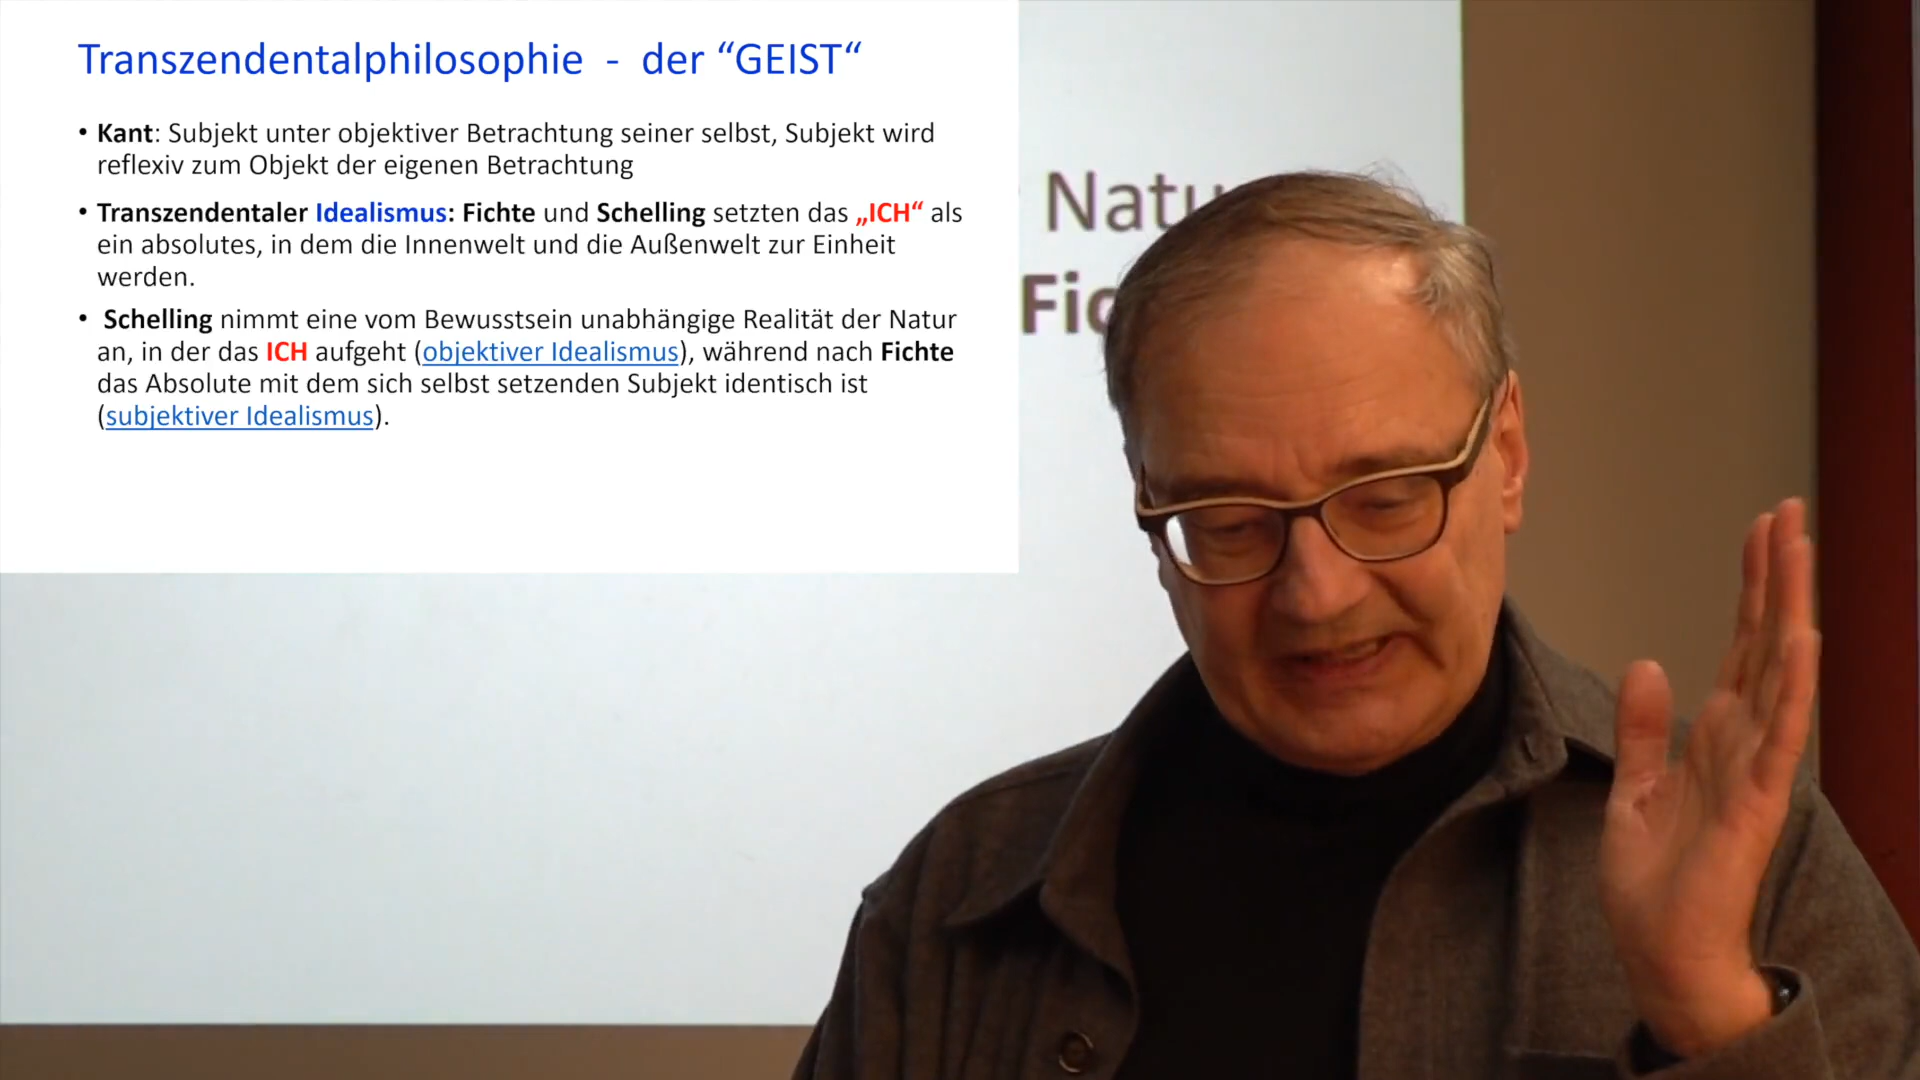 Transzendentalphilosophie - der “GEIST“
• Kant: Subjekt unter objektiver Betrachtung seiner selbst, Subjekt wird
reflexiv zum Objekt der eigenen Betrachtung
• Transzendentaler Idealismus: Fichte und Schelling setzten das „ICH“ als
ein absolutes, in dem die Innenwelt und die Außenwelt zur Einheit
werden.
• Schelling nimmt eine vom Bewusstsein unabhängige Realität der Natur
an, in der das ICH aufgeht (objektiver Idealismus), während nach Fichte
das Absolute mit dem sich selbst setzenden Subjekt identisch ist
(subjektiver Idealismus).